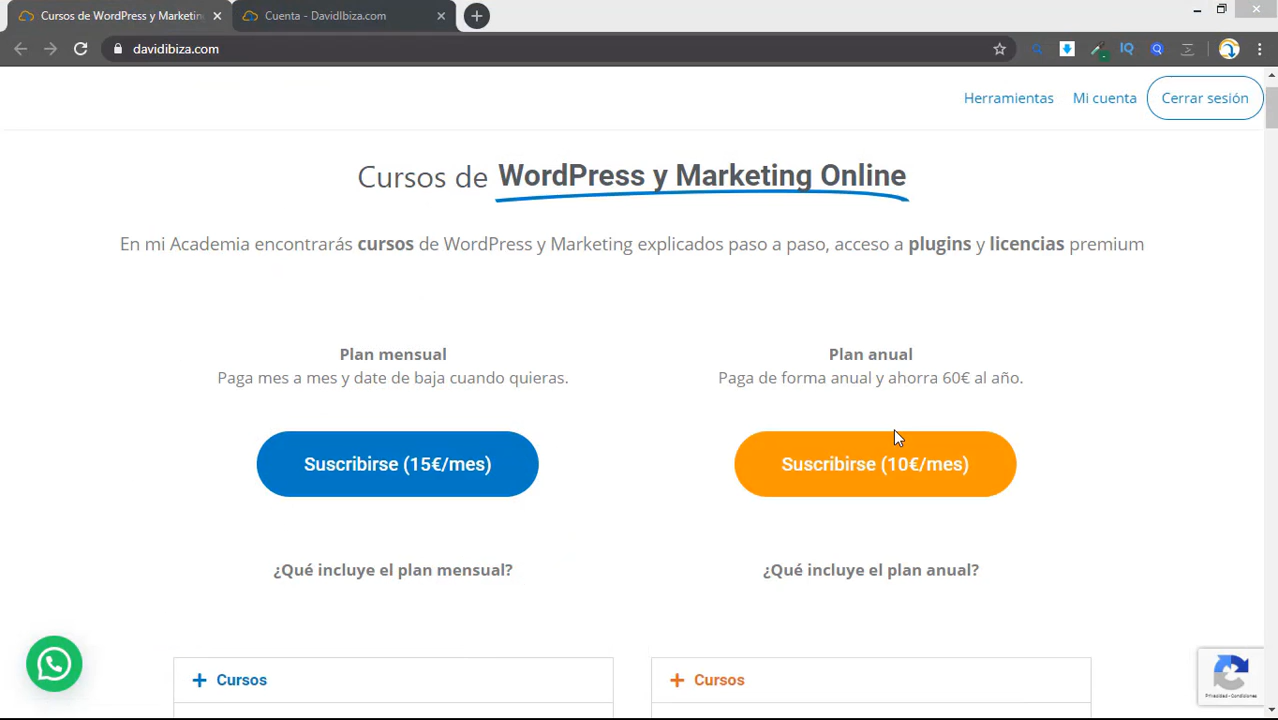 Cursos de WordPress y Marketin
Cuenta - DavidIbiza.com
davidibiza.com
IQ
Herramientas
Mi cuenta
Cerrar sesión
Cursos de WordPress y Marketing Online
En mi Academia encontrarás cursos de WordPress y Marketing explicados paso a paso, acceso a plugins y licencias premium
Plan mensual
Paga mes a mes y date de baja cuando quieras.
Suscribirse (15€/mes)
¿Qué incluye el plan mensual?
Cursos
Plan anual
Paga de forma anual y ahorra 60€ al año.
Suscribirse (10€/mes)
¿Qué incluye el plan anual?
Cursos
Privacidad - Condiciones